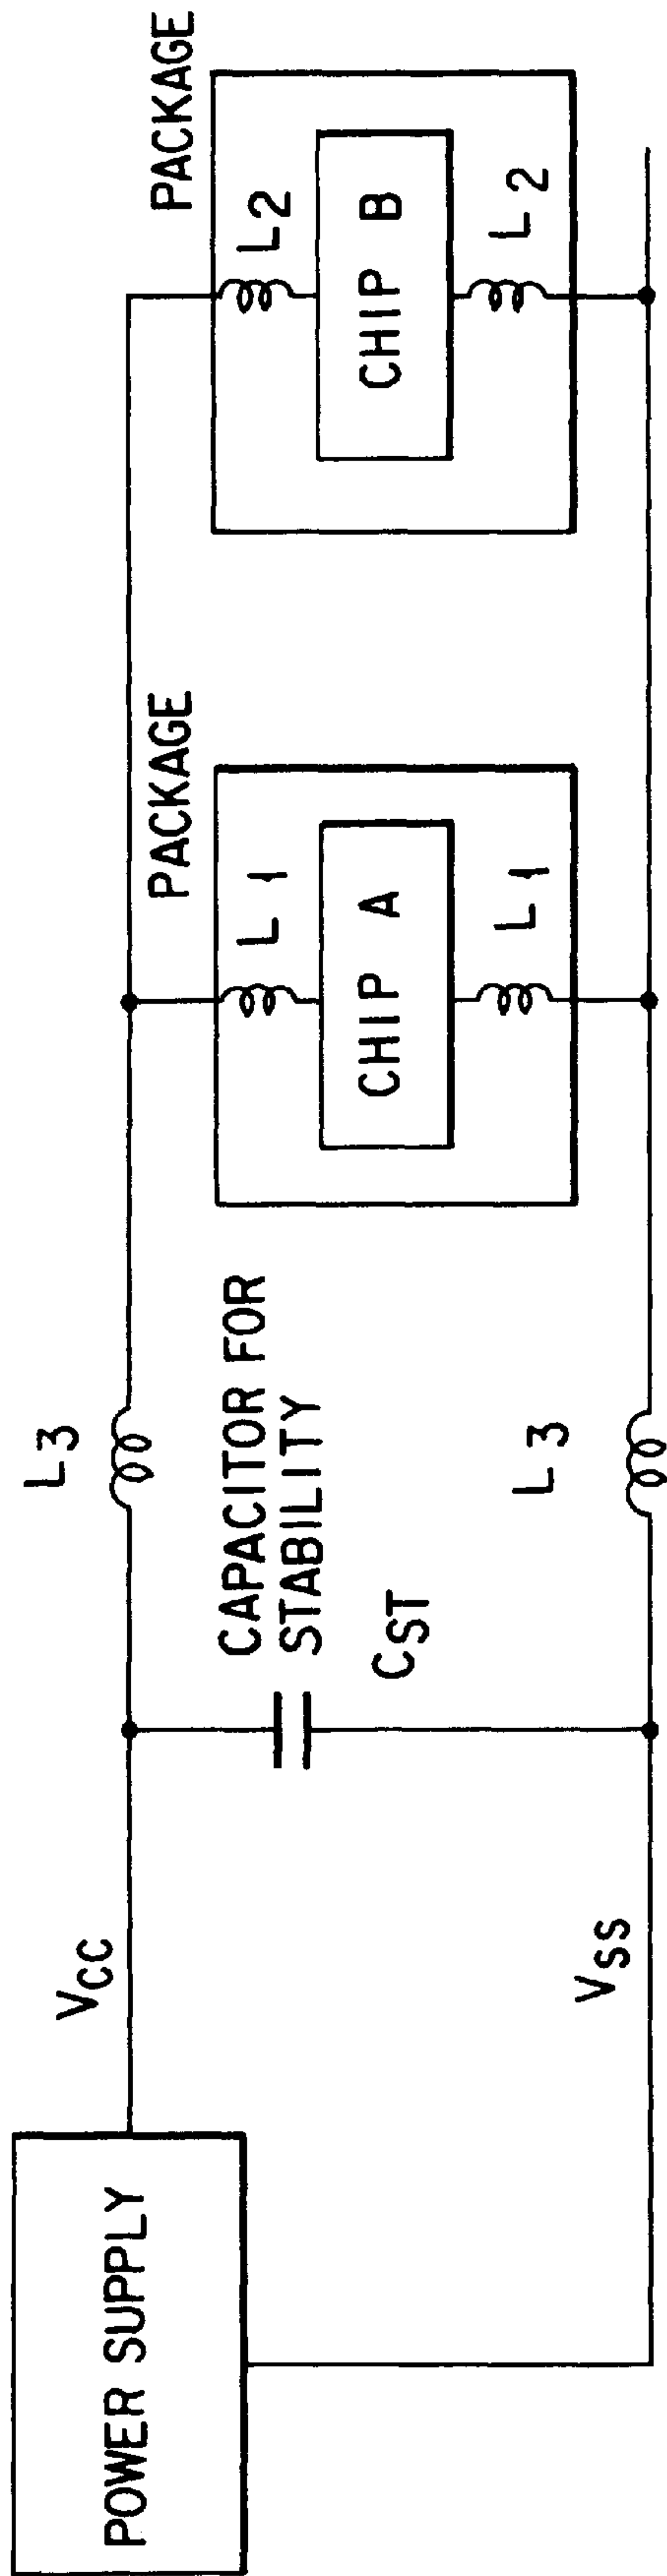 POWER SUPPLY
VCC
VSS
CAPACITOR FOR
STABILITY
CST
L3
L3
PACKAGE
L1
CHIP A
L1
PACKAGE
L2
CHIP B
L2